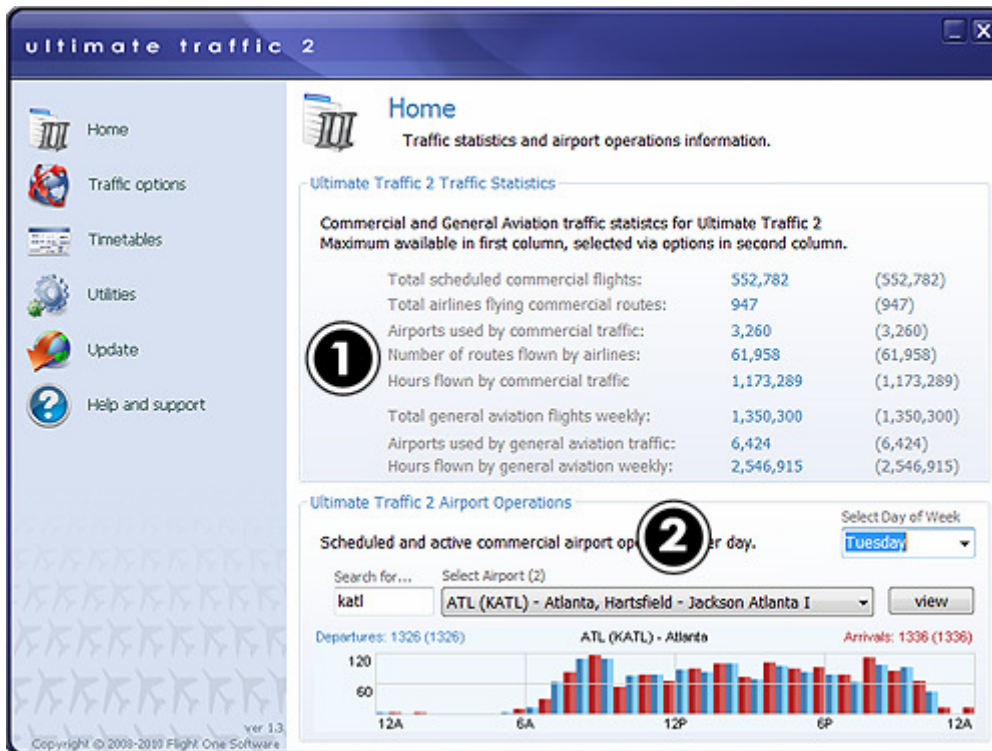 ultimate traffic 2
Home
Traffic options
Timetables
Utilities
Update
Help and support
ver 1.3
Copyright © 2008-2010 Flight One Software
Home
Traffic statistics and airport operations information.
Ultimate Traffic 2 Traffic Statistics
Commercial and General Aviation traffic statistcs for Ultimate Traffic 2
Maximum available in first column, selected via options in second column.
Total scheduled commercial flights: 552,782 (552,782)
Total airlines flying commercial routes: 947 (947)
Airports used by commercial traffic: 3,260 (3,260)
Number of routes flown by airlines: 61,958 (61,958)
Hours flown by commercial traffic 1,173,289 (1,173,289)
Total general aviation flights weekly: 1,350,300 (1,350,300)
Airports used by general aviation traffic: 6,424 (6,424)
Hours flown by general aviation weekly: 2,546,915 (2,546,915)
1
Ultimate Traffic 2 Airport Operations
2
Select Day of Week
Scheduled and active commercial airport op er day.
Tuesday
Search for... Select Airport (2)
katl ATL (KATL) - Atlanta, Hartsfield - Jackson Atlanta I view
Departures: 1326 (1326) ATL (KATL) - Atlanta Arrivals: 1336 (1336)
120
60
12A 6A 12P 6P 12A